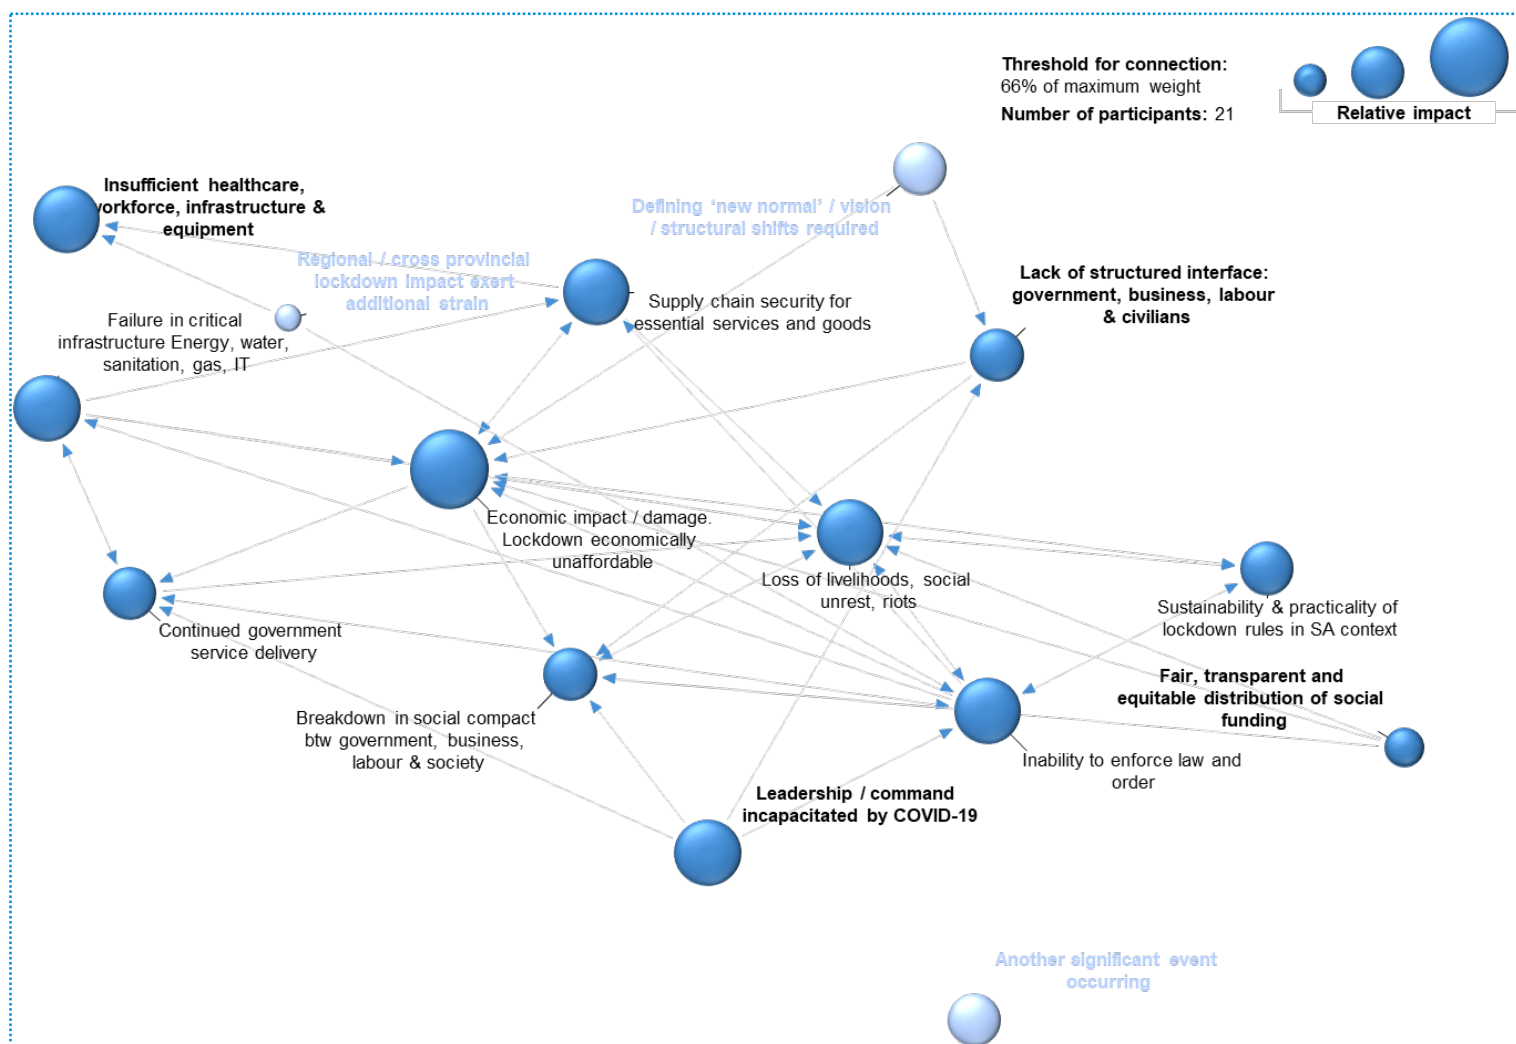 Threshold for connection:
66% of maximum weight
Number of participants: 21
Relative impact
Insufficient healthcare,
workforce, infrastructure &
equipment
Defining ‘new normal’ / vision
/ structural shifts required
Regional / cross provincial
lockdown impact exert
additional strain
Lack of structured interface:
government, business, labour
& civilians
Supply chain security for
essential services and goods
Failure in critical
infrastructure Energy, water,
sanitation, gas, IT
Economic impact / damage.
Lockdown economically
unaffordable
Loss of livelihoods, social
unrest, riots
Sustainability & practicality of
lockdown rules in SA context
Continued government
service delivery
Fair, transparent and
equitable distribution of social
funding
Breakdown in social compact
btw government, business,
labour & society
Inability to enforce law and
order
Leadership / command
incapacitated by COVID-19
Another significant event
occurring